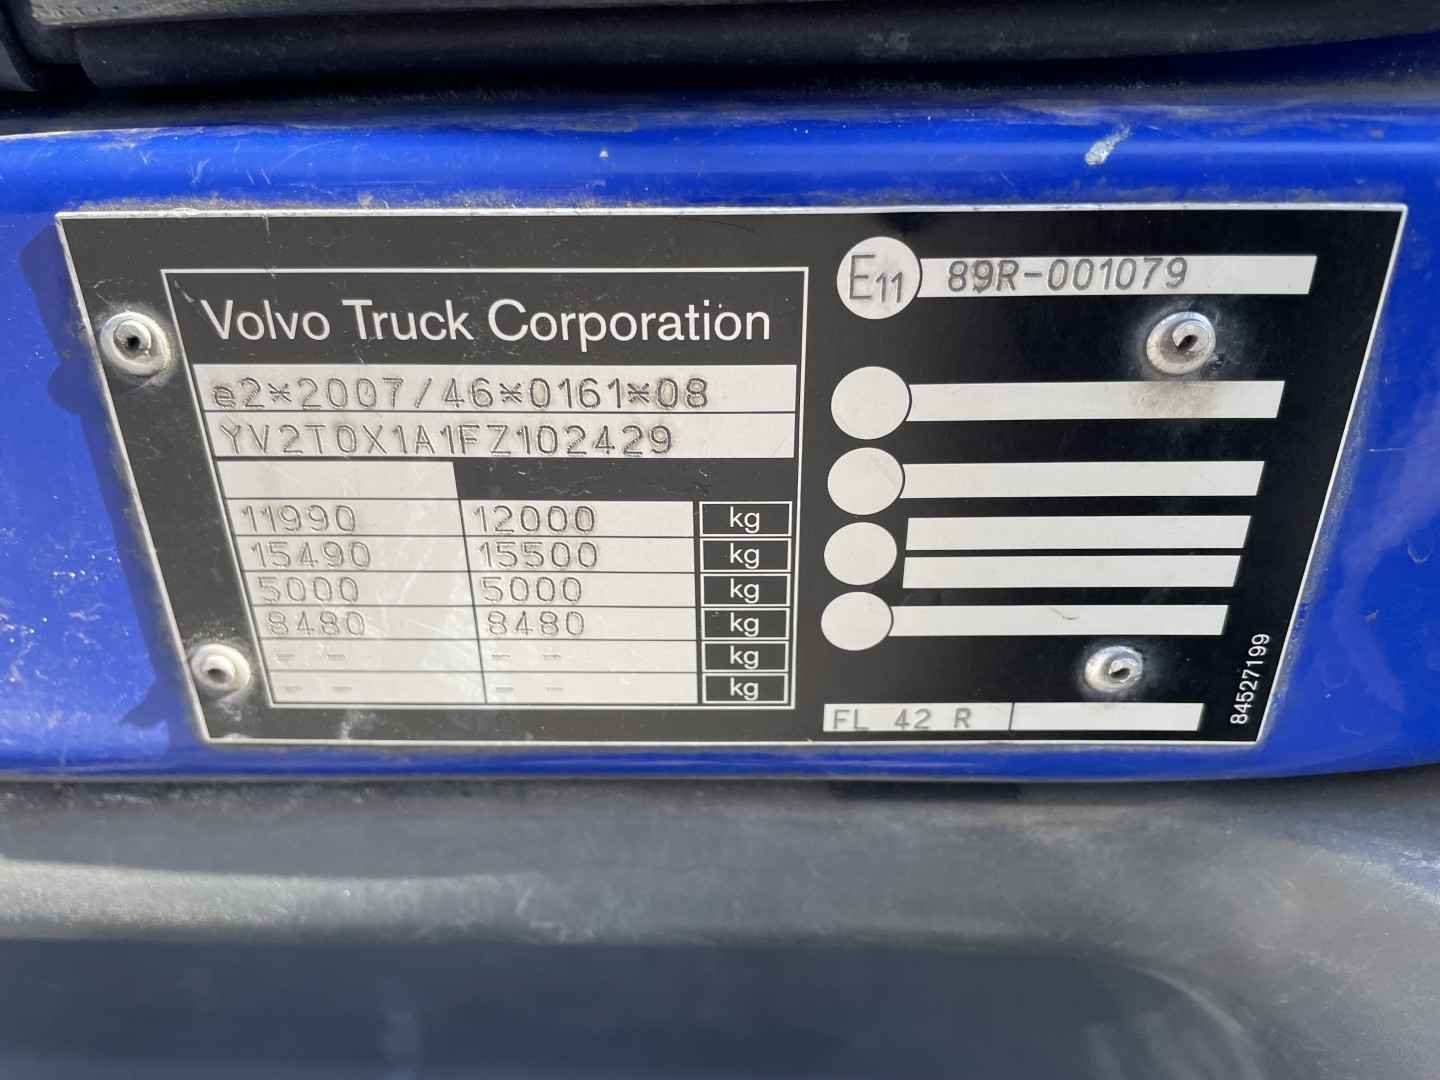 Volvo Truck Corporation
e2*2007/46*0161*08
YV2T0X1A1FZ102429
11990 12000 kg
15490 15500 kg
5000 5000 kg
8480 8480 kg
- - - - kg
- - - - kg
E11 89R-001079
FL 42 R
84527199